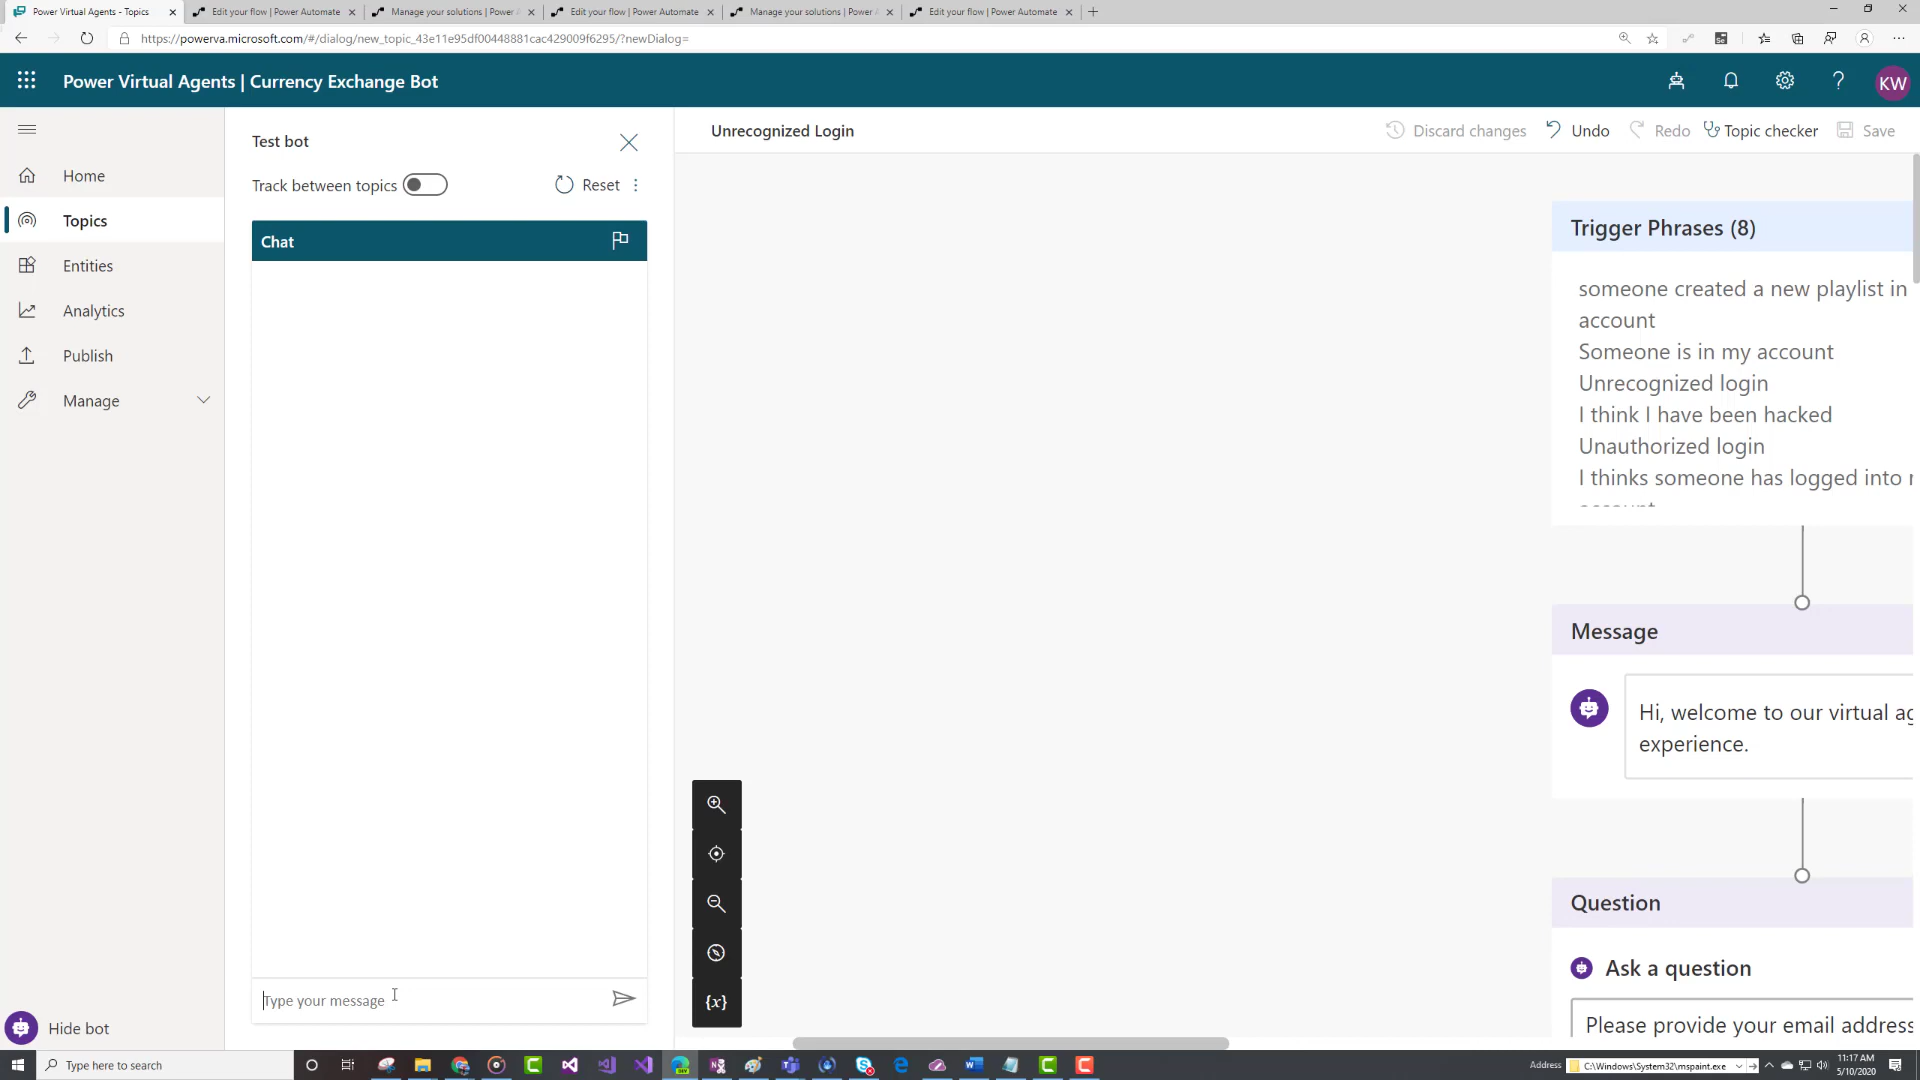 Power Virtual Agents - Topics
Edit your flow | Power Automate
Manage your solutions | Power
Edit your flow | Power Automate
Manage your solutions | Power
Edit your flow | Power Automate
https://powerva.microsoft.com/#/dialog/new_topic_43e11e95df00448881cac429009f6295/?newDialog=
Power Virtual Agents | Currency Exchange Bot
KW
Home
Topics
Entities
Analytics
Publish
Manage
Hide bot
Test bot
Track between topics
Reset
Chat
Type your message
Unrecognized Login
Discard changes
Undo
Redo
Topic checker
Save
Trigger Phrases (8)
someone created a new playlist in
account
Someone is in my account
Unrecognized login
I think I have been hacked
Unauthorized login
I thinks someone has logged into
Message
Hi, welcome to our virtual ag
experience.
Question
Ask a question
Please provide your email address
{x}
Type here to search
Address
C:\Windows\System32\mspaint.exe
11:17 AM
5/10/2020